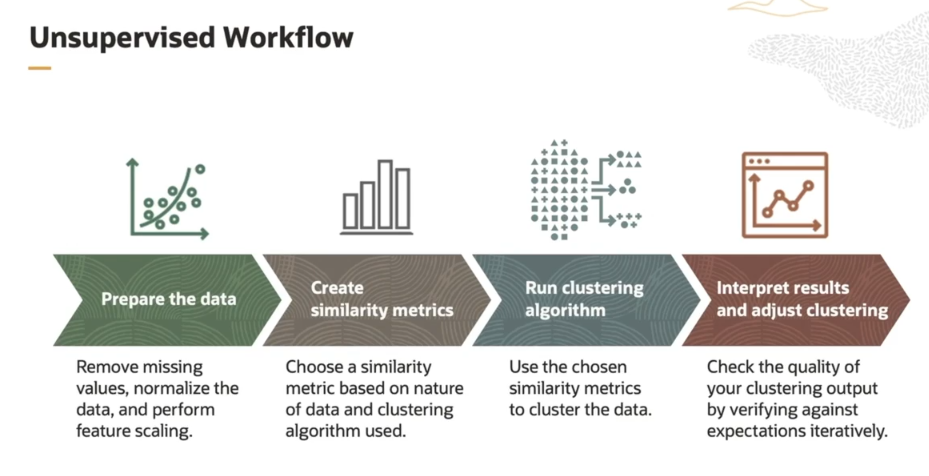 Unsupervised Workflow
Prepare the data
Create
similarity metrics
Run clustering
algorithm
Interpret results
and adjust clustering
Remove missing
values, normalize the
data, and perform
feature scaling.
Choose a similarity
metric based on nature
of data and clustering
algorithm used.
Use the chosen
similarity metrics
to cluster the data.
Check the quality of
your clustering output
by verifying against
expectations iteratively.